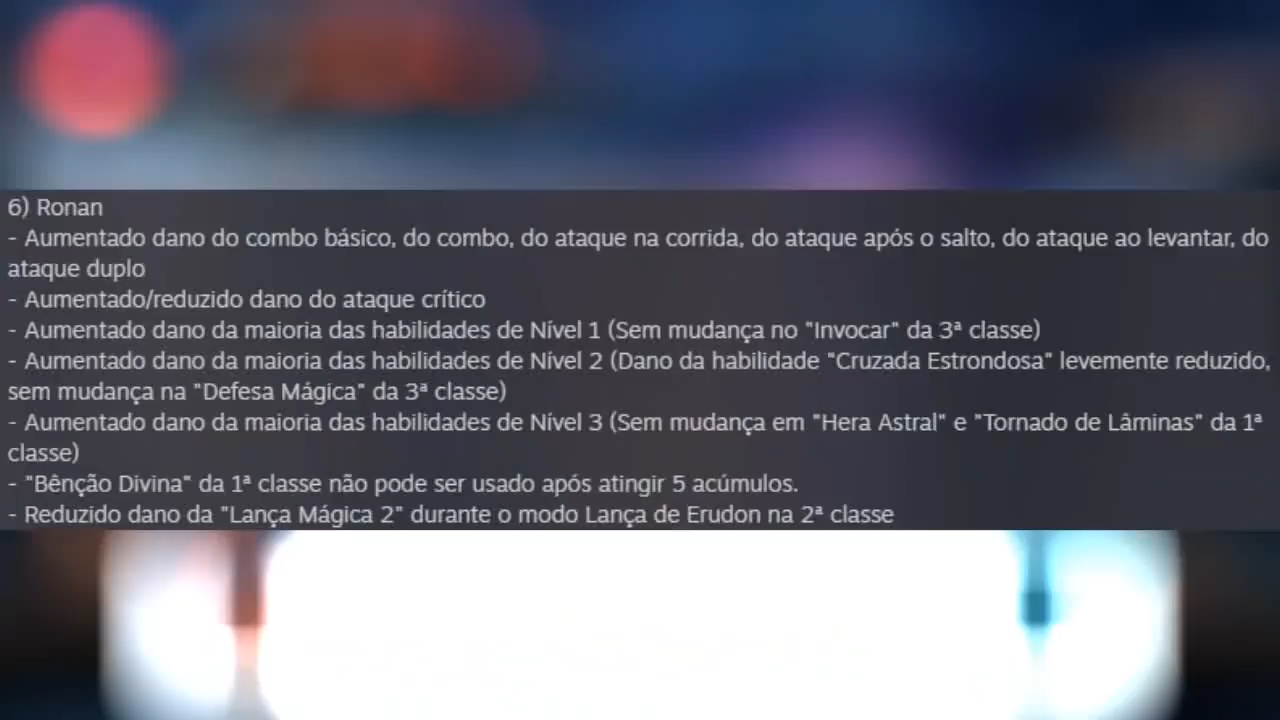 6) Ronan
- Aumentado dano do combo básico, do combo, do ataque na corrida, do ataque após o salto, do ataque ao levantar, do
ataque duplo
- Aumentado/reduzido dano do ataque crítico
- Aumentado dano da maioria das habilidades de Nível 1 (Sem mudança no "Invocar" da 3ª classe)
- Aumentado dano da maioria das habilidades de Nível 2 (Dano da habilidade "Cruzada Estrondosa" levemente reduzido,
sem mudança na "Defesa Mágica" da 3ª classe)
- Aumentado dano da maioria das habilidades de Nível 3 (Sem mudança em "Hera Astral" e "Tornado de Lâminas" da 1ª
classe)
- "Bênção Divina" da 1ª classe não pode ser usado após atingir 5 acúmulos.
- Reduzido dano da "Lança Mágica 2" durante o modo Lança de Erudon na 2ª classe